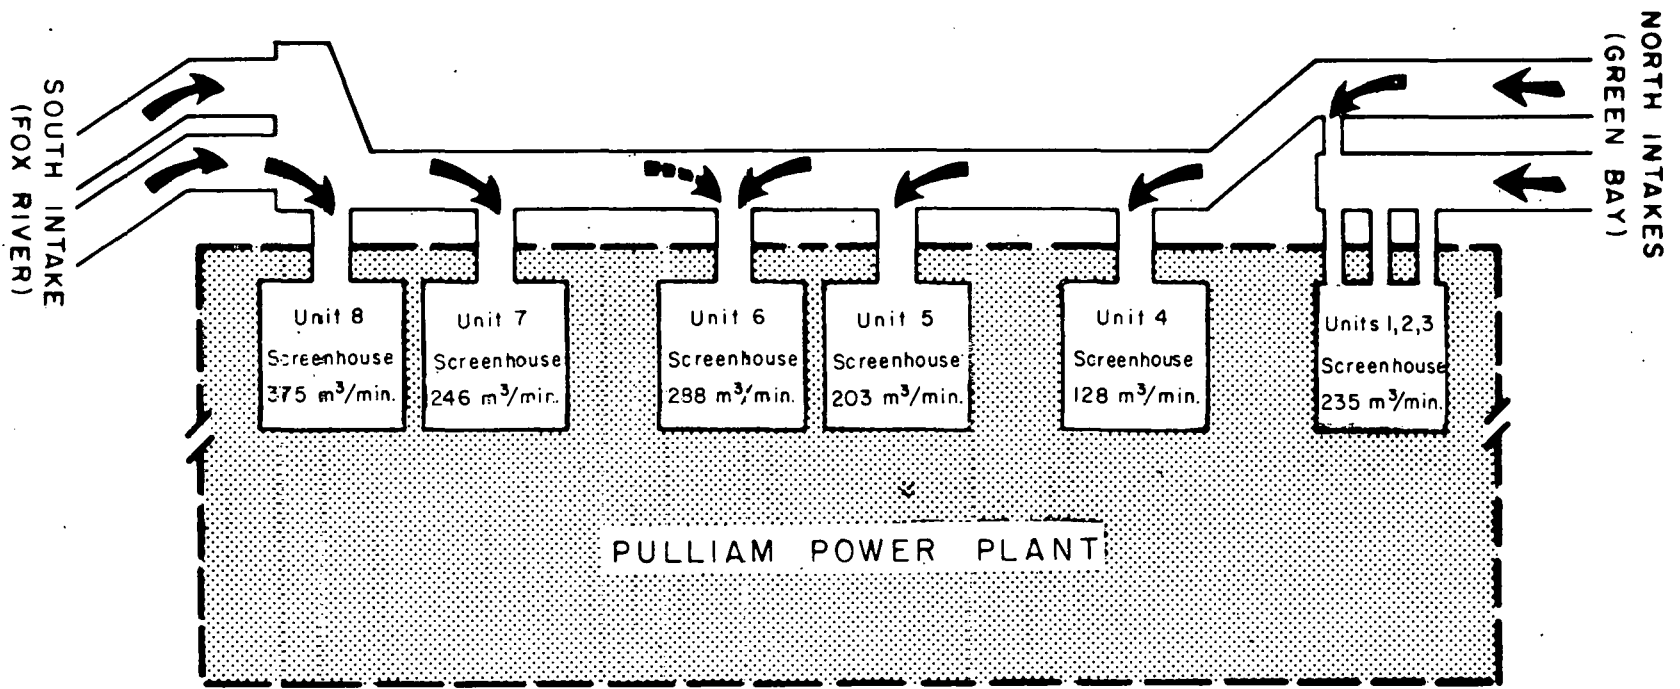 SOUTH INTAKE
(FOX RIVER)
NORTH INTAKES
(GREEN BAY)
Unit 8
Screenhouse
375 m³/min.
Unit 7
Screenhouse
246 m³/min.
Unit 6
Screenhouse
298 m³/min.
Unit 5
Screenhouse
203 m³/min.
Unit 4
Screenhouse
128 m³/min.
Units 1,2,3
Screenhouse
235 m³/min.
PULLIAM POWER PLANT